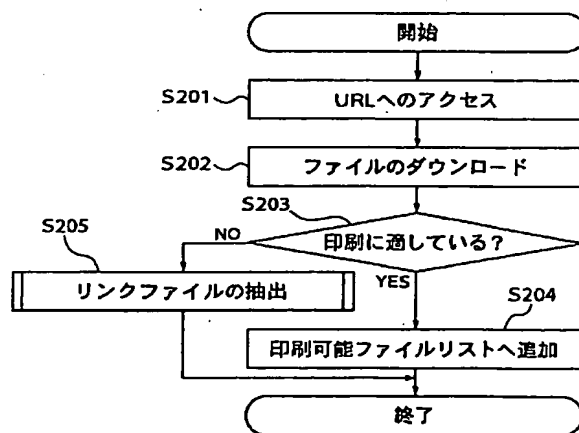 開始
S201
URLへのアクセス
S202
ファイルのダウンロード
S203
印刷に適している？
NO
YES
S205
リンクファイルの抽出
S204
印刷可能ファイルリストへ追加
終了